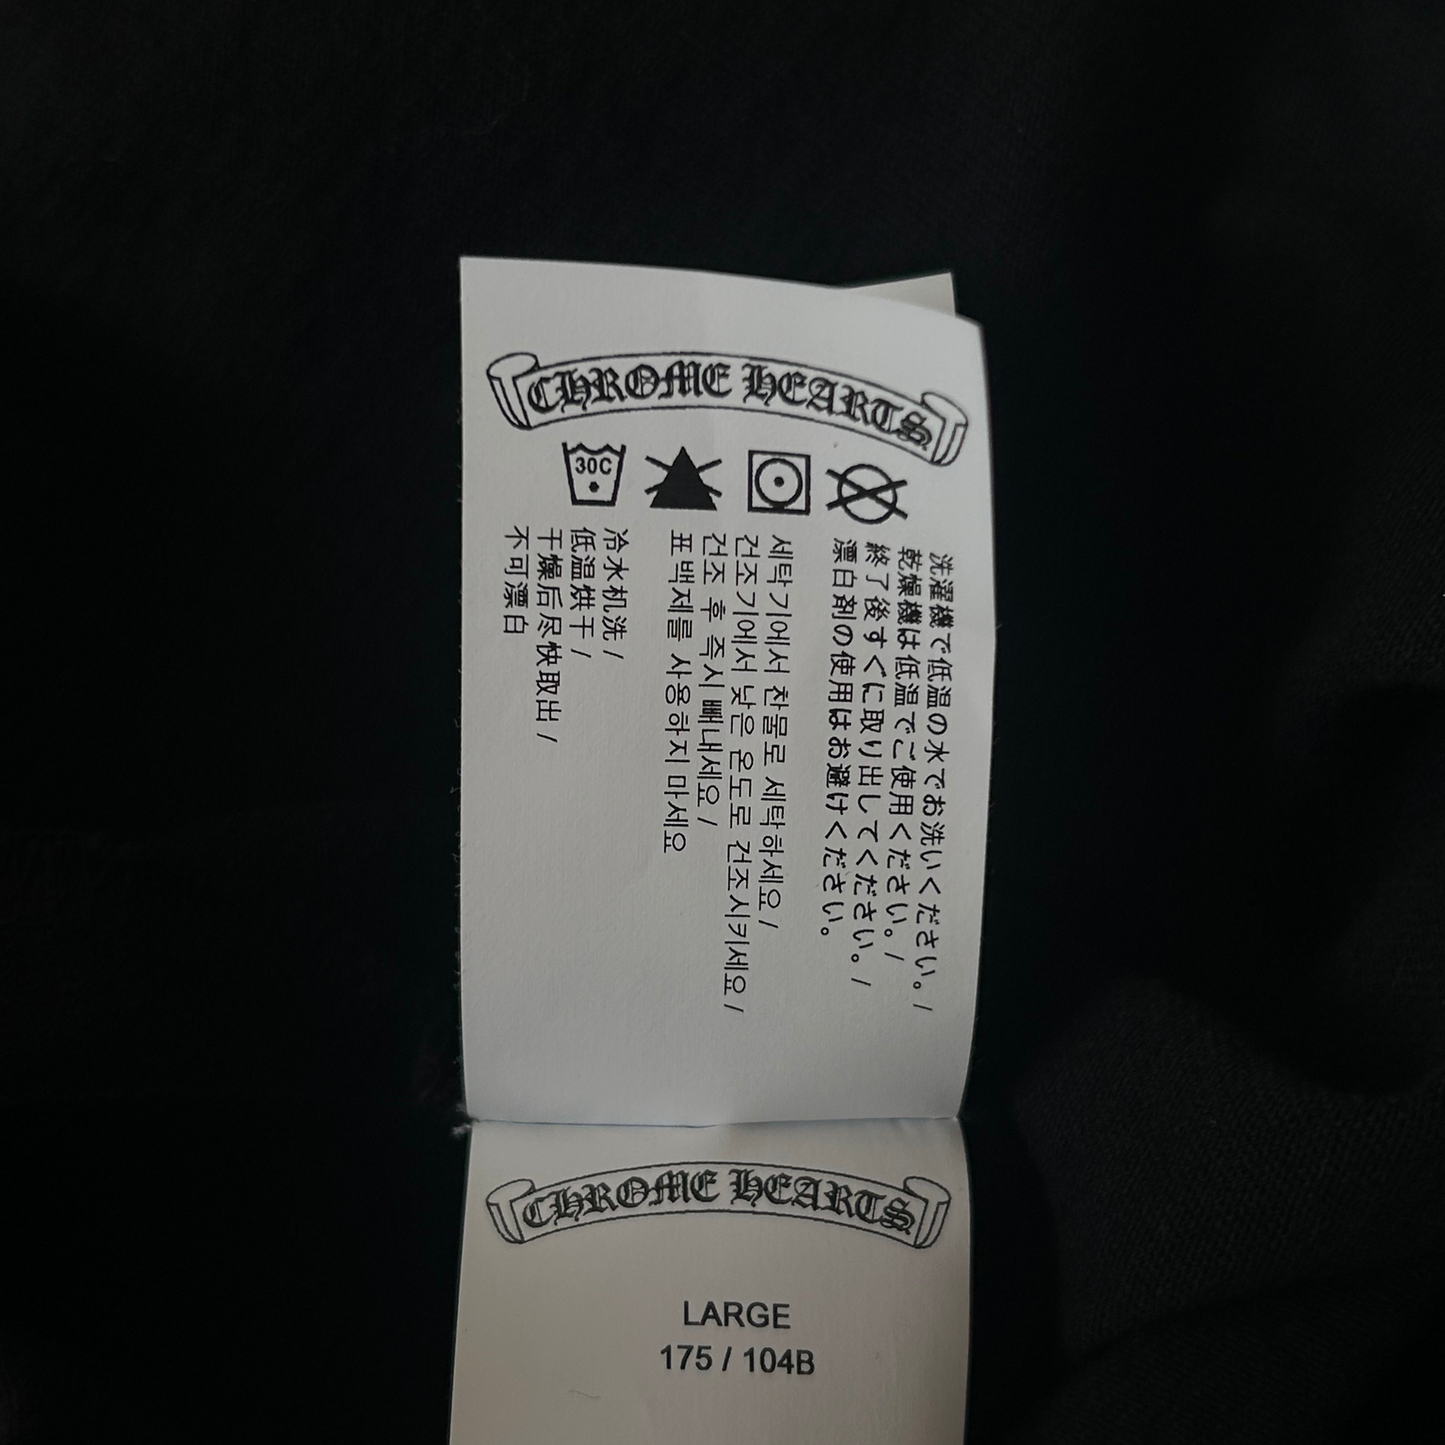 CHROME HEARTS
30C
洗濯機で低温の水でお洗いください。/
乾燥機は低温でご使用ください。/
終了後すぐに取り出してください。/
漂白剤の使用はお避けください。
세탁기에서 찬물로 세탁하세요 /
건조기에서 낮은 온도로 건조시키세요 /
건조 후 즉시 빼내세요 /
표백제를 사용하지 마세요
冷水机洗 /
低温烘干 /
干燥后尽快取出 /
不可漂白
CHROME HEARTS
LARGE
175 / 104B